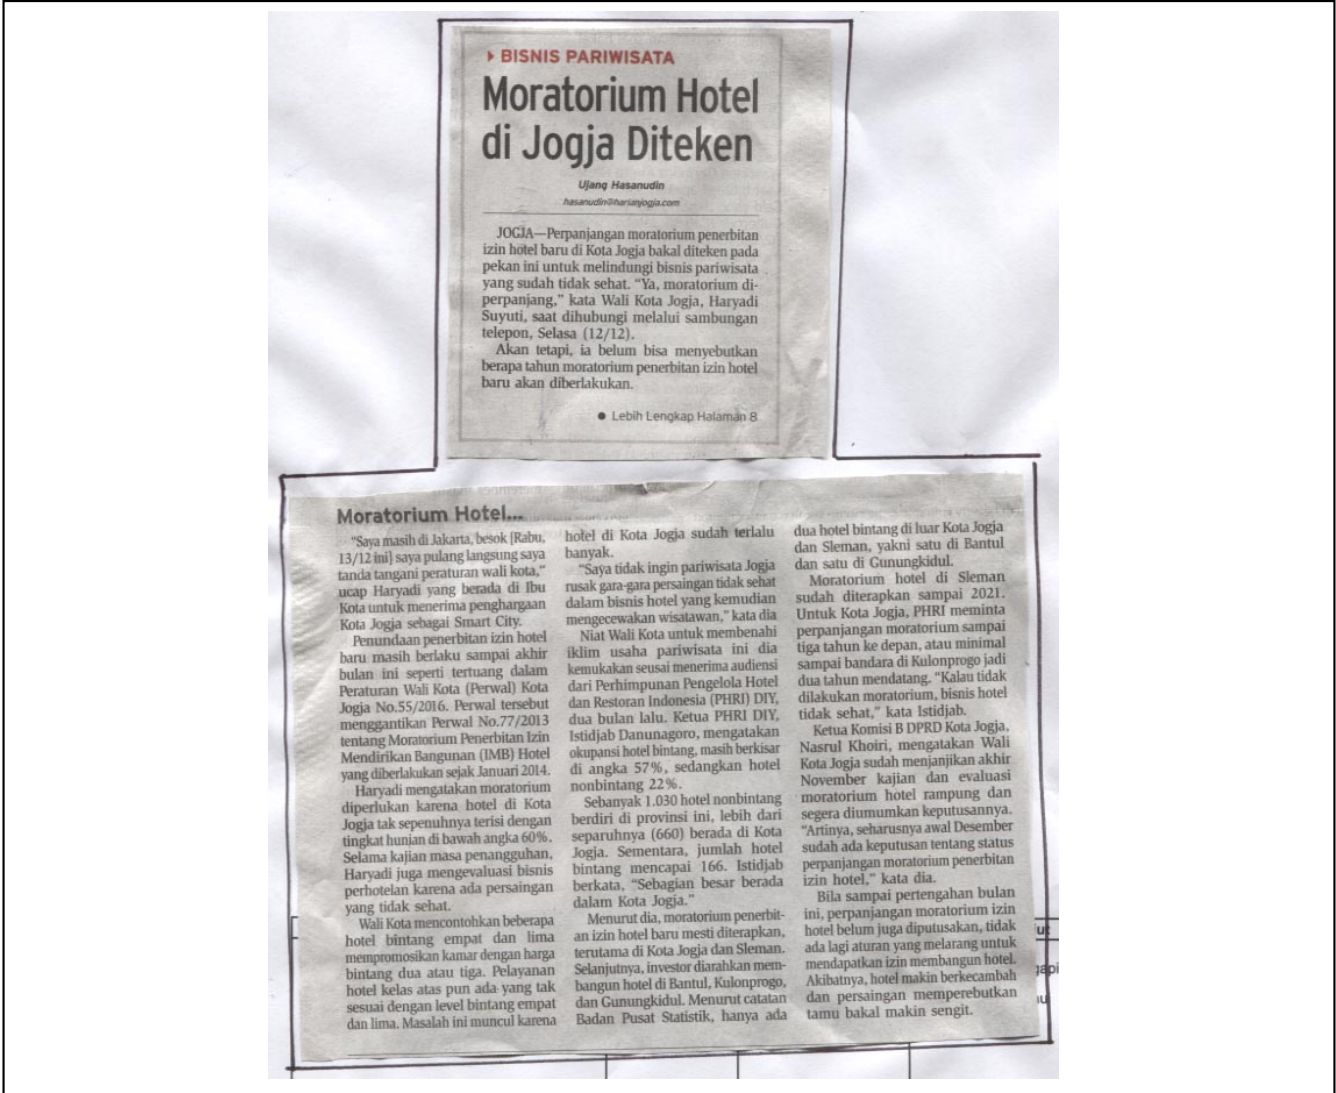 BISNIS PARIWISATA
Moratorium Hotel
di Jogja Diteken
Ujang Hasanudin
hasanudin@harianjogja.com
JOGJA—Perpanjangan moratorium penerbitan
izin hotel baru di Kota Jogja bakal diteken pada
pekan ini untuk melindungi bisnis pariwisata
yang sudah tidak sehat. “Ya, moratorium di-
perpanjang,” kata Wali Kota Jogja, Haryadi
Suyuti, saat dihubungi melalui sambungan
telepon, Selasa (12/12).
Akan tetapi, ia belum bisa menyebutkan
berapa tahun moratorium penerbitan izin hotel
baru akan diberlakukan.
● Lebih Lengkap Halaman 8
Moratorium Hotel...
“Saya masih di Jakarta, besok [Rabu,
13/12 ini] saya pulang langsung saya
tanda tangani peraturan wali kota,”
ucap Haryadi yang berada di Ibu
Kota untuk menerima penghargaan
Kota Jogja sebagai Smart City.
Penundaan penerbitan izin hotel
baru masih berlaku sampai akhir
bulan ini seperti tertuang dalam
Peraturan Wali Kota (Perwal) Kota
Jogja No.55/2016. Perwal tersebut
menggantikan Perwal No.77/2013
tentang Moratorium Penerbitan Izin
Mendirikan Bangunan (IMB) Hotel
yang diberlakukan sejak Januari 2014.
Haryadi mengatakan moratorium
diperlukan karena hotel di Kota
Jogja tak sepenuhnya terisi dengan
tingkat hunian di bawah angka 60%.
Selama kajian masa penangguhan,
Haryadi juga mengevaluasi bisnis
perhotelan karena ada persaingan
yang tidak sehat.
Wali Kota mencontohkan beberapa
hotel bintang empat dan lima
mempromosikan kamar dengan harga
bintang dua atau tiga. Pelayanan
hotel kelas atas pun ada yang tak
sesuai dengan level bintang empat
dan lima. Masalah ini muncul karena
hotel di Kota Jogja sudah terlalu
banyak.
“Saya tidak ingin pariwisata Jogja
rusak gara-gara persaingan tidak sehat
dalam bisnis hotel yang kemudian
mengecewakan wisatawan,” kata dia
Niat Wali Kota untuk membenahi
iklim usaha pariwisata ini dia
kemukakan seusai menerima audiensi
dari Perhimpunan Pengelola Hotel
dan Restoran Indonesia (PHRI) DIY,
dua bulan lalu. Ketua PHRI DIY,
Istidjab Danunagoro, mengatakan
okupansi hotel bintang, masih berkisar
di angka 57%, sedangkan hotel
nonbintang 22%.
Sebanyak 1.030 hotel nonbintang
berdiri di provinsi ini, lebih dari
separuhnya (660) berada di Kota
Jogja. Sementara, jumlah hotel
bintang mencapai 166. Istidjab
berkata, “Sebagian besar berada
dalam Kota Jogja.”
Menurut dia, moratorium penerbit-
an izin hotel baru mesti diterapkan,
terutama di Kota Jogja dan Sleman.
Selanjutnya, investor diarahkan mem-
bangun hotel di Bantul, Kulonprogo,
dan Gunungkidul. Menurut catatan
Badan Pusat Statistik, hanya ada
dua hotel bintang di luar Kota Jogja
dan Sleman, yakni satu di Bantul
dan satu di Gunungkidul.
Moratorium hotel di Sleman
sudah diterapkan sampai 2021.
Untuk Kota Jogja, PHRI meminta
perpanjangan moratorium sampai
tiga tahun ke depan, atau minimal
sampai bandara di Kulonprogo jadi
dua tahun mendatang. “Kalau tidak
dilakukan moratorium, bisnis hotel
tidak sehat,” kata Istidjab.
Ketua Komisi B DPRD Kota Jogja,
Nasrul Khoiri, mengatakan Wali
Kota Jogja sudah menjanjikan akhir
November kajian dan evaluasi
moratorium hotel rampung dan
segera diumumkan keputusannya.
“Artinya, seharusnya awal Desember
sudah ada keputusan tentang status
perpanjangan moratorium penerbitan
izin hotel,” kata dia.
Bila sampai pertengahan bulan
ini, perpanjangan moratorium izin
hotel belum juga diputusakan, tidak
ada lagi aturan yang melarang untuk
mendapatkan izin membangun hotel.
Akibatnya, hotel makin berkecambah
dan persaingan memperebutkan
tamu bakal makin sengit.